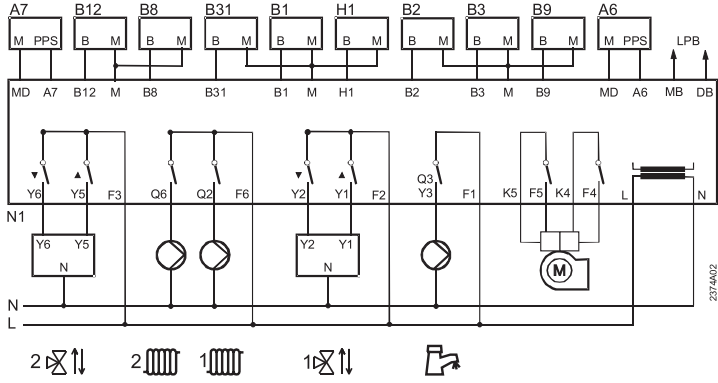 A7 B12 B8 B31 B1 H1 B2 B3 B9 A6
M PPS B M B M B M B M B M B M B M B M M PPS LPB
MD A7 B12 M B8 B31 B1 M H1 B2 B3 M B9 MD A6 MB DB
Q3
Y6 Y5 F3 Q6 Q2 F6 Y2 Y1 F2 Y3 F1 K5 F5 K4 F4 L N
N1
Y6 Y5 Y2 Y1
N N M
2374A02
N
L
2 2 1 1